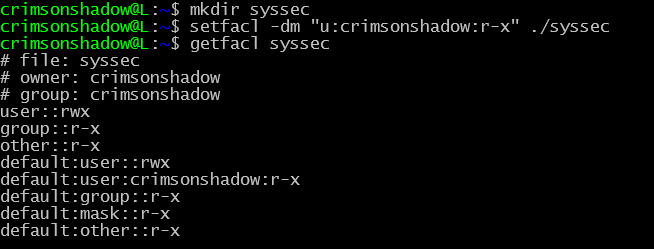 crimsonshadow@L:~$ mkdir syssec
crimsonshadow@L:~$ setfacl -dm "u:crimsonshadow:r-x" ./syssec
crimsonshadow@L:~$ getfacl syssec
# file: syssec
# owner: crimsonshadow
# group: crimsonshadow
user::rwx
group::r-x
other::r-x
default:user::rwx
default:user:crimsonshadow:r-x
default:group::r-x
default:mask::r-x
default:other::r-x